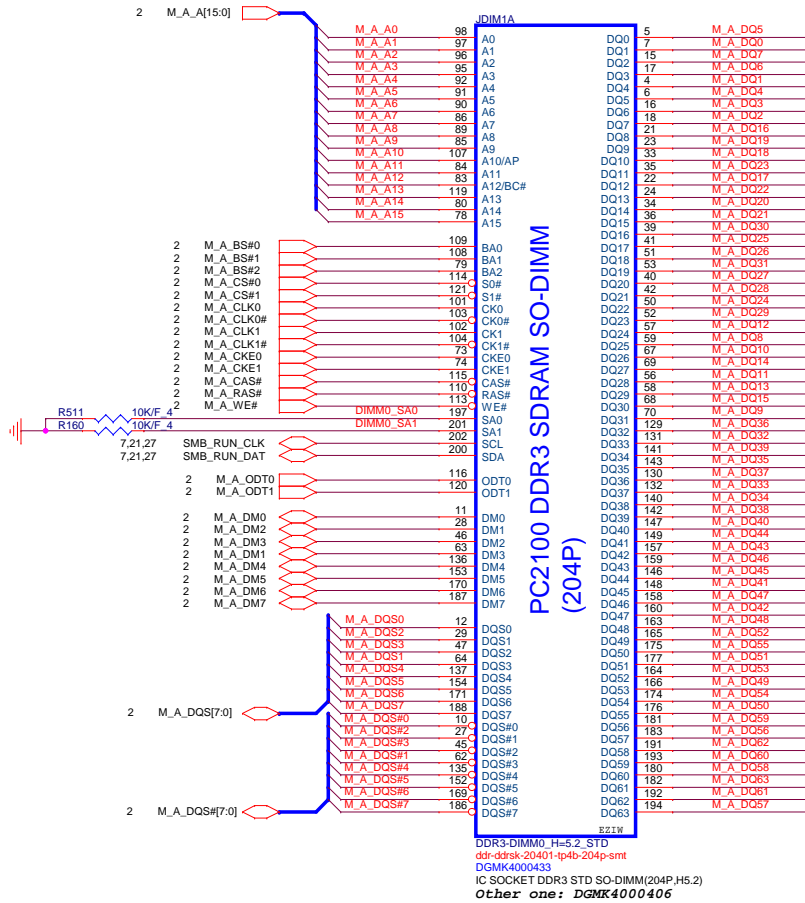 2 M_A_A[15:0]
JDIM1A
M_A_A0 98 A0
M_A_A1 97 A1
M_A_A2 96 A2
M_A_A3 95 A3
M_A_A4 92 A4
M_A_A5 91 A5
M_A_A6 90 A6
M_A_A7 86 A7
M_A_A8 89 A8
M_A_A9 85 A9
M_A_A10 107 A10/AP
M_A_A11 84 A11
M_A_A12 83 A12/BC#
M_A_A13 119 A13
M_A_A14 80 A14
M_A_A15 78 A15
2 M_A_BS#0 109 BA0
2 M_A_BS#1 108 BA1
2 M_A_BS#2 79 BA2
2 M_A_CS#0 114 S0#
2 M_A_CS#1 121 S1#
2 M_A_CLK0 101 CK0
2 M_A_CLK0# 103 CK0#
2 M_A_CLK1 102 CK1
2 M_A_CLK1# 104 CK1#
2 M_A_CKE0 73 CKE0
2 M_A_CKE1 74 CKE1
2 M_A_CAS# 115 CAS#
2 M_A_RAS# 110 RAS#
2 M_A_WE# 113 WE#
R511 10K/F_4 DIMM0_SA0 197 SA0
R160 10K/F_4 DIMM0_SA1 201 SA1
7,21,27 SMB_RUN_CLK 202 SCL
7,21,27 SMB_RUN_DAT 200 SDA
2 M_A_ODT0 116 ODT0
2 M_A_ODT1 120 ODT1
2 M_A_DM0 11 DM0
2 M_A_DM2 28 DM1
2 M_A_DM3 46 DM2
2 M_A_DM1 63 DM3
2 M_A_DM4 136 DM4
2 M_A_DM5 153 DM5
2 M_A_DM6 170 DM6
2 M_A_DM7 187 DM7
M_A_DQS0 12 DQS0
M_A_DQS2 29 DQS1
M_A_DQS3 47 DQS2
M_A_DQS1 64 DQS3
M_A_DQS4 137 DQS4
M_A_DQS5 154 DQS5
M_A_DQS6 171 DQS6
M_A_DQS7 188 DQS7
2 M_A_DQS[7:0]
M_A_DQS#0 10 DQS#0
M_A_DQS#2 27 DQS#1
M_A_DQS#3 45 DQS#2
M_A_DQS#1 62 DQS#3
M_A_DQS#4 135 DQS#4
M_A_DQS#5 152 DQS#5
M_A_DQS#6 169 DQS#6
M_A_DQS#7 186 DQS#7
2 M_A_DQS#[7:0]
PC2100 DDR3 SDRAM SO-DIMM
(204P)
DQ0 5 M_A_DQ5
DQ1 7 M_A_DQ0
DQ2 15 M_A_DQ7
DQ3 17 M_A_DQ6
DQ4 4 M_A_DQ1
DQ5 6 M_A_DQ4
DQ6 16 M_A_DQ3
DQ7 18 M_A_DQ2
DQ8 21 M_A_DQ16
DQ9 23 M_A_DQ19
DQ10 33 M_A_DQ18
DQ11 35 M_A_DQ23
DQ12 22 M_A_DQ17
DQ13 24 M_A_DQ22
DQ14 34 M_A_DQ20
DQ15 36 M_A_DQ21
DQ16 39 M_A_DQ30
DQ17 41 M_A_DQ25
DQ18 51 M_A_DQ26
DQ19 53 M_A_DQ31
DQ20 40 M_A_DQ27
DQ21 42 M_A_DQ28
DQ22 50 M_A_DQ24
DQ23 52 M_A_DQ29
DQ24 57 M_A_DQ12
DQ25 59 M_A_DQ8
DQ26 67 M_A_DQ10
DQ27 69 M_A_DQ14
DQ28 56 M_A_DQ11
DQ29 58 M_A_DQ13
DQ30 68 M_A_DQ15
DQ31 70 M_A_DQ9
DQ32 129 M_A_DQ36
DQ33 131 M_A_DQ32
DQ34 141 M_A_DQ39
DQ35 143 M_A_DQ35
DQ36 130 M_A_DQ37
DQ37 132 M_A_DQ33
DQ38 140 M_A_DQ34
DQ39 142 M_A_DQ38
DQ40 147 M_A_DQ40
DQ41 149 M_A_DQ44
DQ42 157 M_A_DQ43
DQ43 159 M_A_DQ46
DQ44 146 M_A_DQ45
DQ45 148 M_A_DQ41
DQ46 158 M_A_DQ47
DQ47 160 M_A_DQ42
DQ48 163 M_A_DQ48
DQ49 165 M_A_DQ52
DQ50 175 M_A_DQ55
DQ51 177 M_A_DQ51
DQ52 164 M_A_DQ53
DQ53 166 M_A_DQ49
DQ54 174 M_A_DQ54
DQ55 176 M_A_DQ50
DQ56 181 M_A_DQ59
DQ57 183 M_A_DQ56
DQ58 191 M_A_DQ62
DQ59 193 M_A_DQ60
DQ60 180 M_A_DQ58
DQ61 182 M_A_DQ63
DQ62 192 M_A_DQ61
DQ63 194 M_A_DQ57
EZIW
DDR3-DIMM0_H=5.2_STD
ddr-ddrsk-20401-tp4b-204p-smt
DGMK4000433
IC SOCKET DDR3 STD SO-DIMM(204P,H5.2)
Other one: DGMK4000406